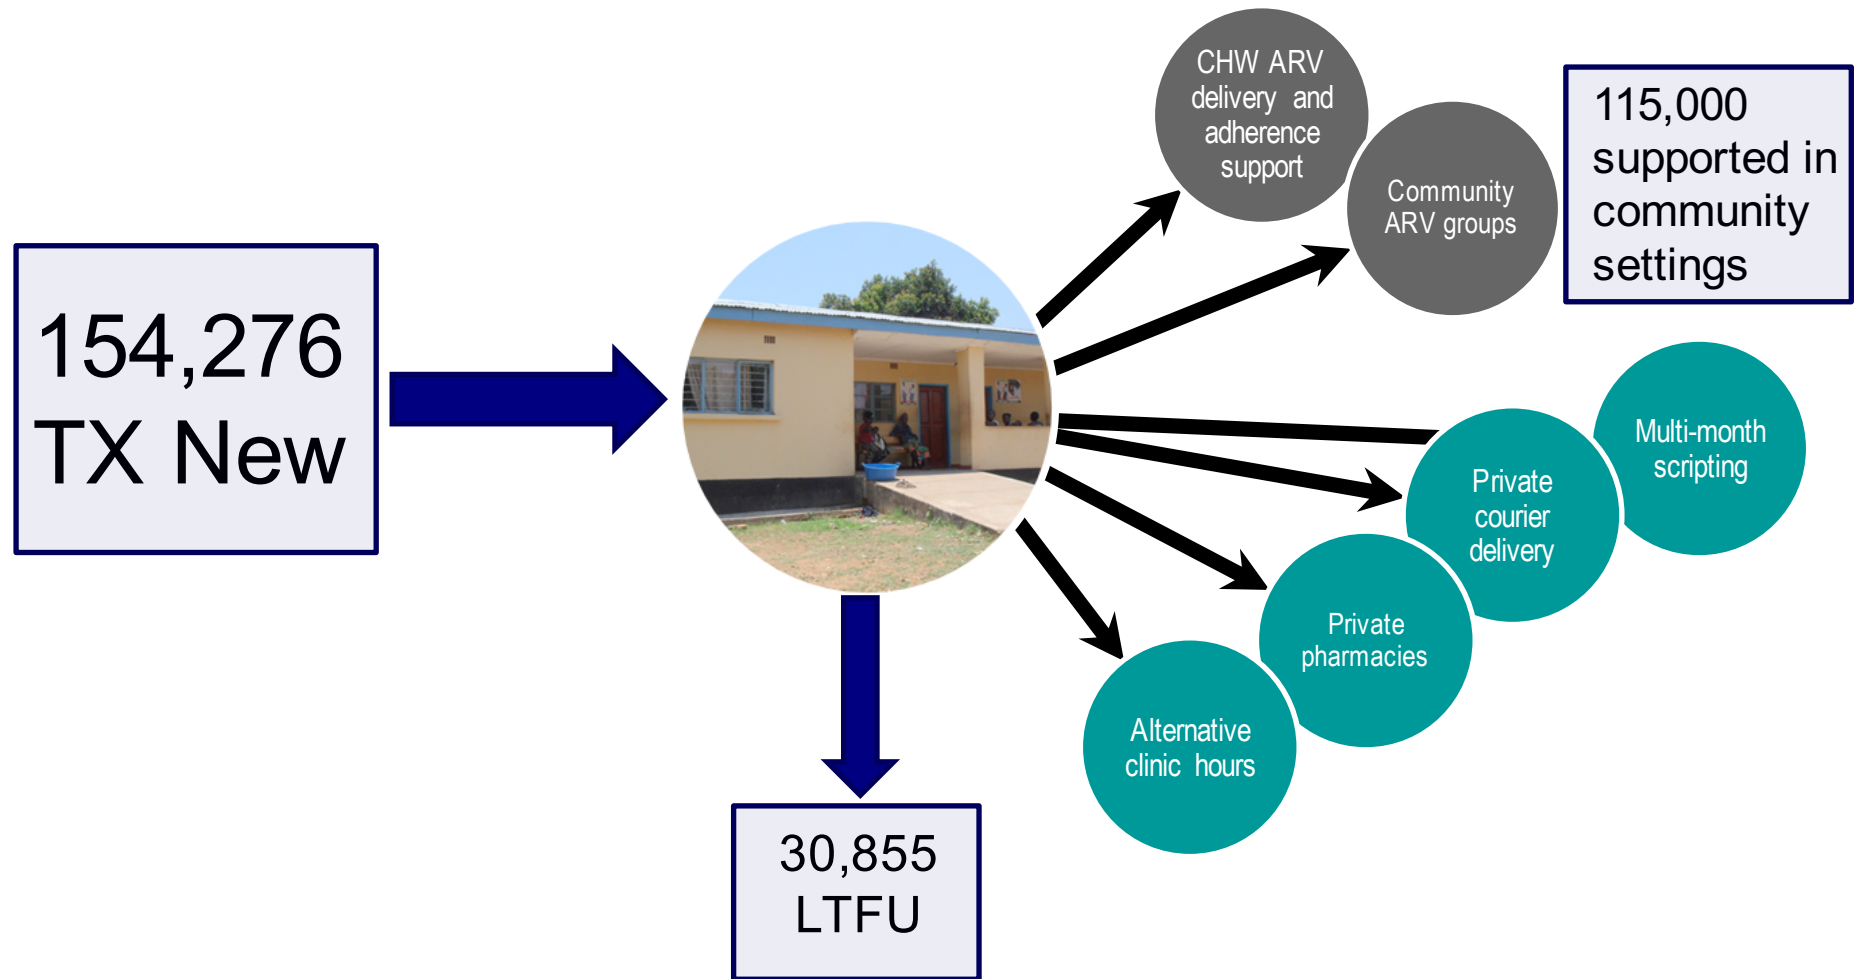 154,276
TX New
30,855
LTFU
CHW ARV
delivery and
adherence
support
Community
ARV groups
115,000
supported in
community
settings
Multi-month
scripting
Private
courier
delivery
Private
pharmacies
Alternative
clinic hours